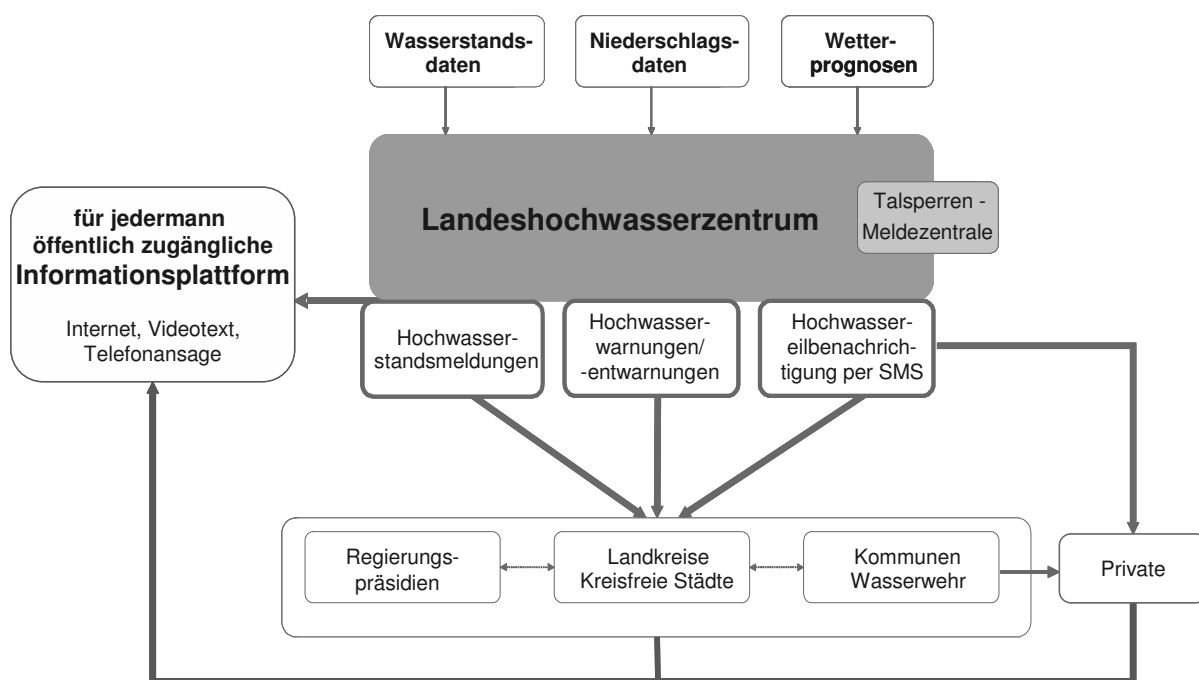 Wasserstands-
daten
Niederschlags-
daten
Wetter-
prognosen
Landeshochwasserzentrum
Talsperren -
Meldezentrale
für jedermann
öffentlich zugängliche
Informationsplattform
Internet, Videotext,
Telefonansage
Hochwasser-
standsmeldungen
Hochwasser-
warnungen/
-entwarnungen
Hochwasser-
eilbenachrich-
tigung per SMS
Regierungs-
präsidien
Landkreise
Kreisfreie Städte
Kommunen
Wasserwehr
Private